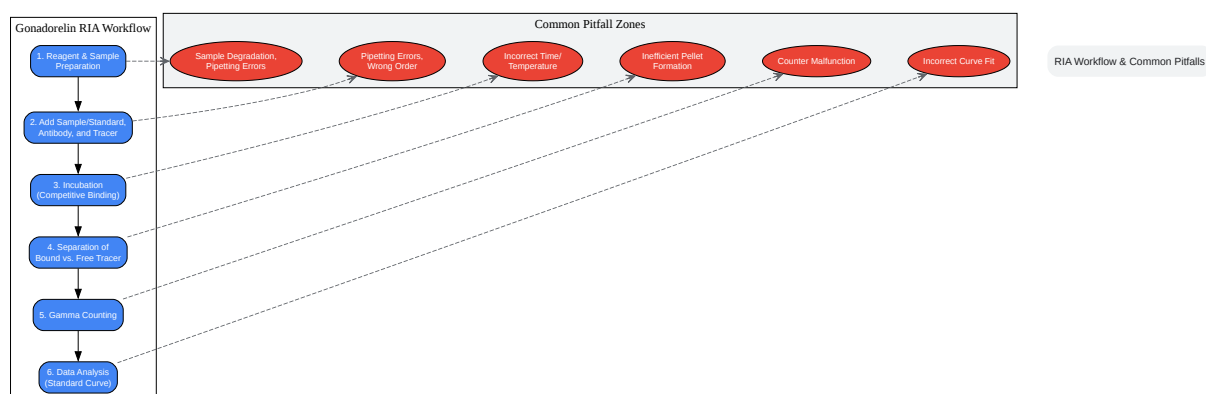 Gonadorelin RIA Workflow
1. Reagent & Sample
Preparation
2. Add Sample/Standard,
Antibody, and Tracer
3. Incubation
(Competitive Binding)
4. Separation of
Bound vs. Free Tracer
5. Gamma Counting
6. Data Analysis
(Standard Curve)
Common Pitfall Zones
Sample Degradation,
Pipetting Errors
Pipetting Errors,
Wrong Order
Incorrect Time/
Temperature
Inefficient Pellet
Formation
Counter Malfunction
Incorrect Curve Fit
RIA Workflow & Common Pitfalls